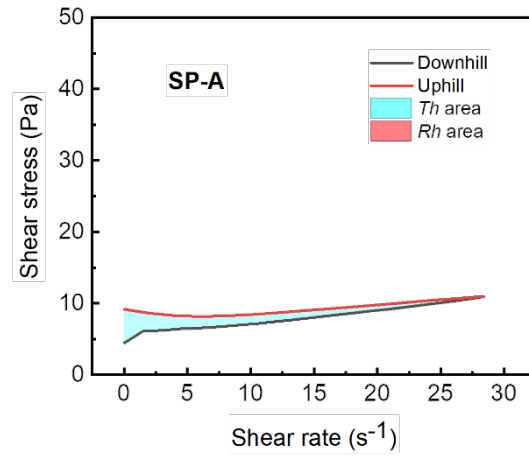 50
40
30
20
10
0
Shear stress (Pa)
SP-A
Downhill
Uphill
Th area
Rh area
0 5 10 15 20 25 30
Shear rate (s⁻¹)